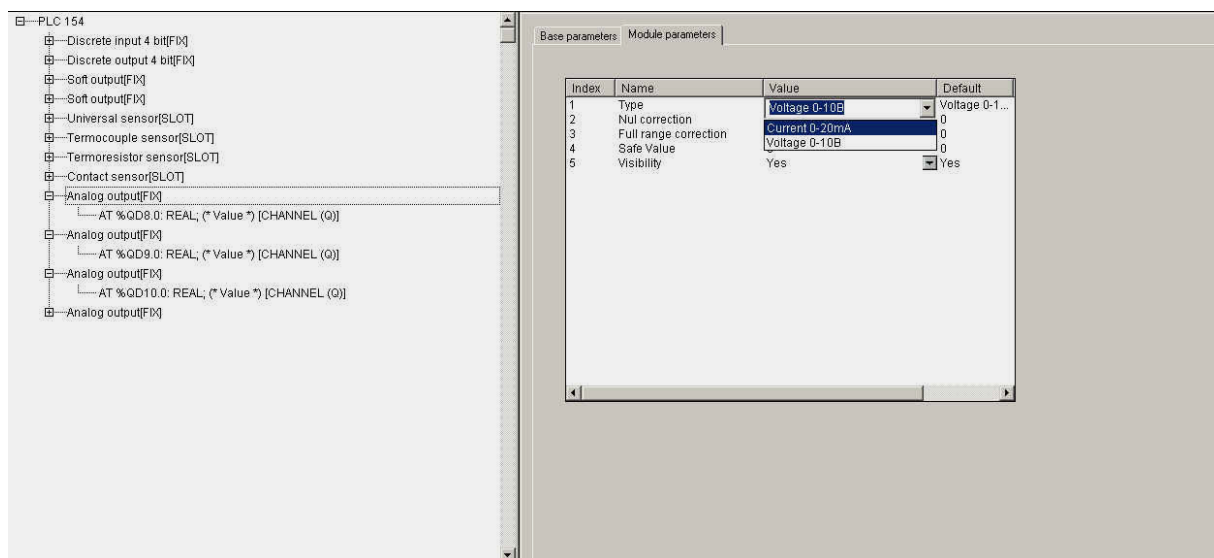 PLC 154
Discrete input 4 bit[FIX]
Discrete output 4 bit[FIX]
Soft output[FIX]
Soft output[FIX]
Universal sensor[SLOT]
Termocouple sensor[SLOT]
Termoresistor sensor[SLOT]
Contact sensor[SLOT]
Analog output[FIX]
AT %QD8.0: REAL; (* Value *) [CHANNEL (Q)]
Analog output[FIX]
AT %QD9.0: REAL; (* Value *) [CHANNEL (Q)]
Analog output[FIX]
AT %QD10.0: REAL; (* Value *) [CHANNEL (Q)]
Analog output[FIX]
Base parameters Module parameters
Index Name Value Default
1 Type Voltage 0-10B Voltage 0-1...
2 Nul correction Current 0-20mA 0
3 Full range correction Voltage 0-10B 0
4 Safe Value 0
5 Visibility Yes Yes